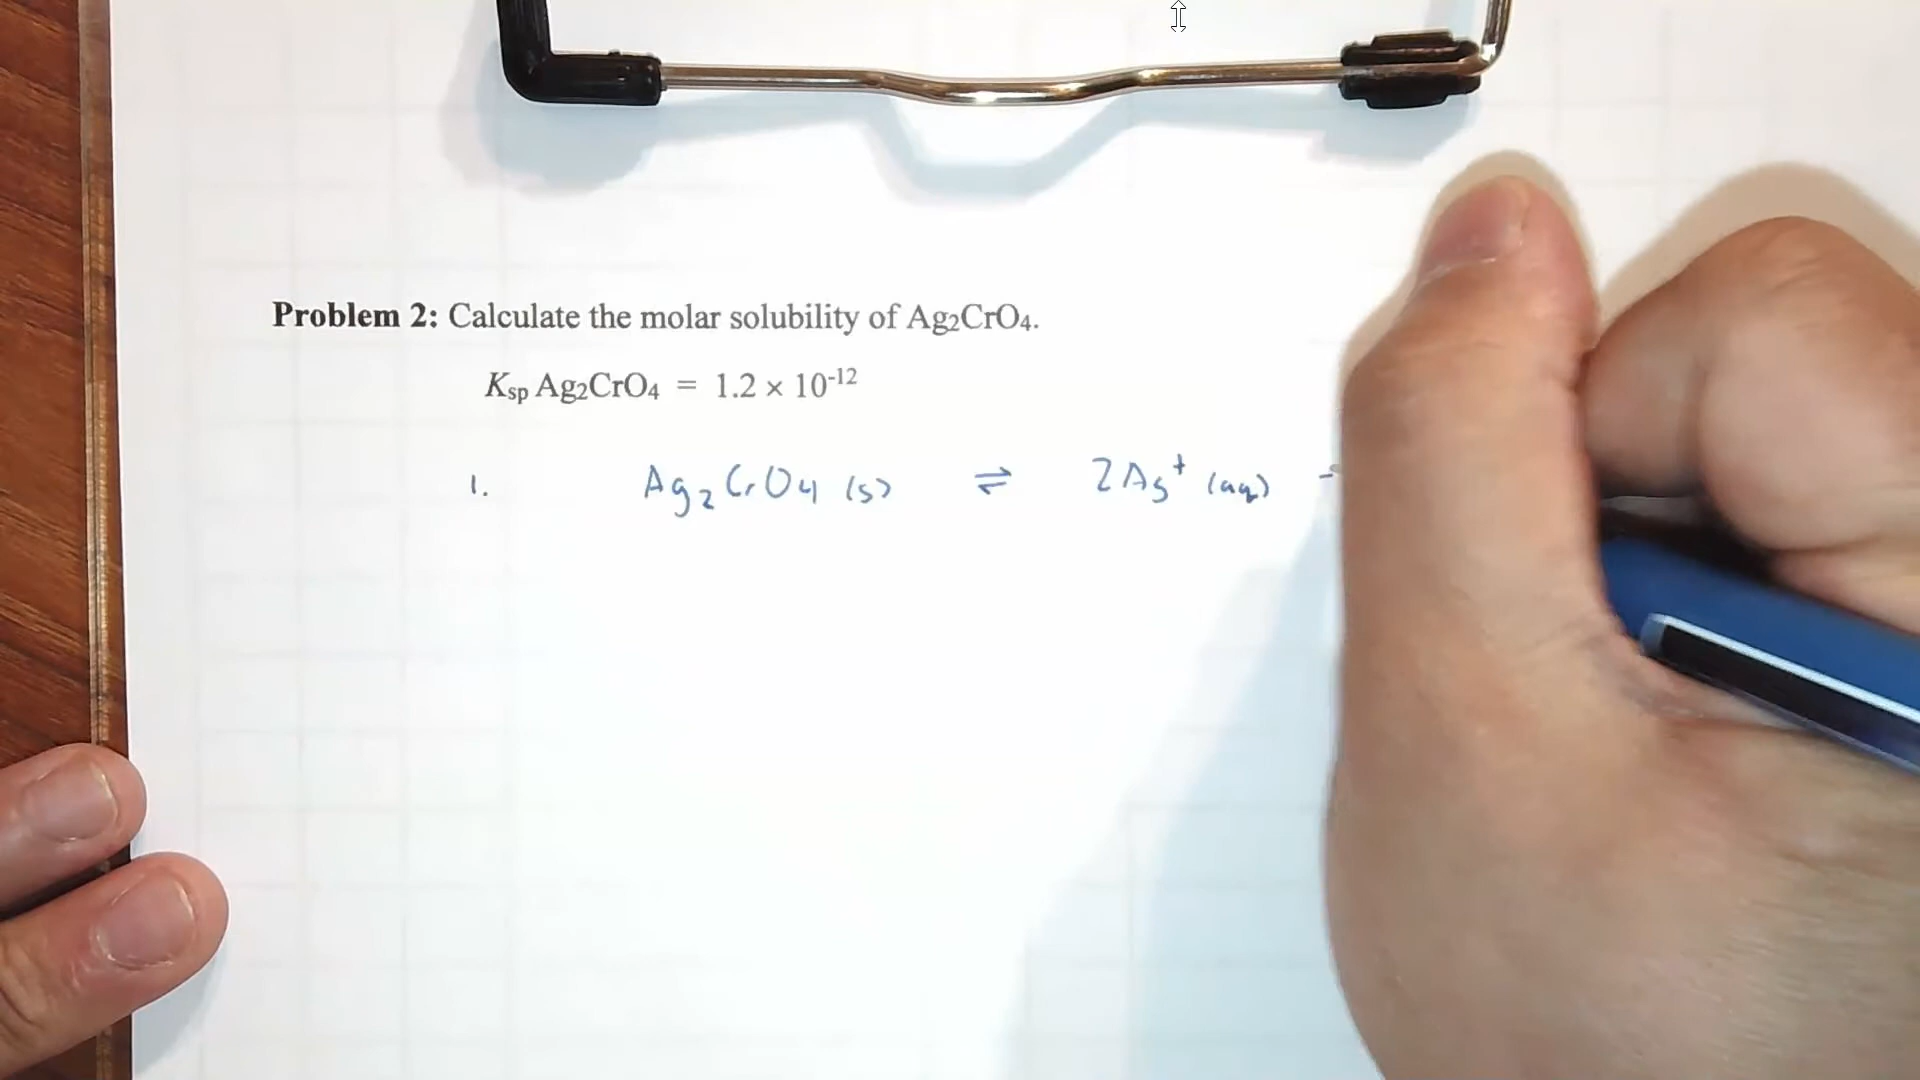 Problem 2: Calculate the molar solubility of Ag₂CrO₄.
Ksp Ag₂CrO₄ = 1.2 × 10⁻¹²
1. Ag₂CrO₄ (s) ⇌ 2Ag⁺ (aq)